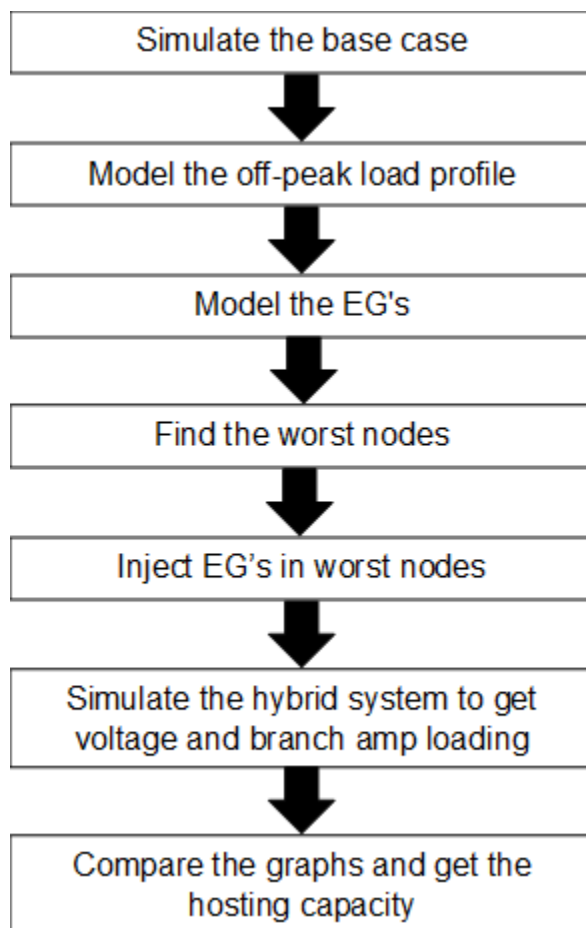 Simulate the base case
Model the off-peak load profile
Model the EG's
Find the worst nodes
Inject EG’s in worst nodes
Simulate the hybrid system to get
voltage and branch amp loading
Compare the graphs and get the
hosting capacity